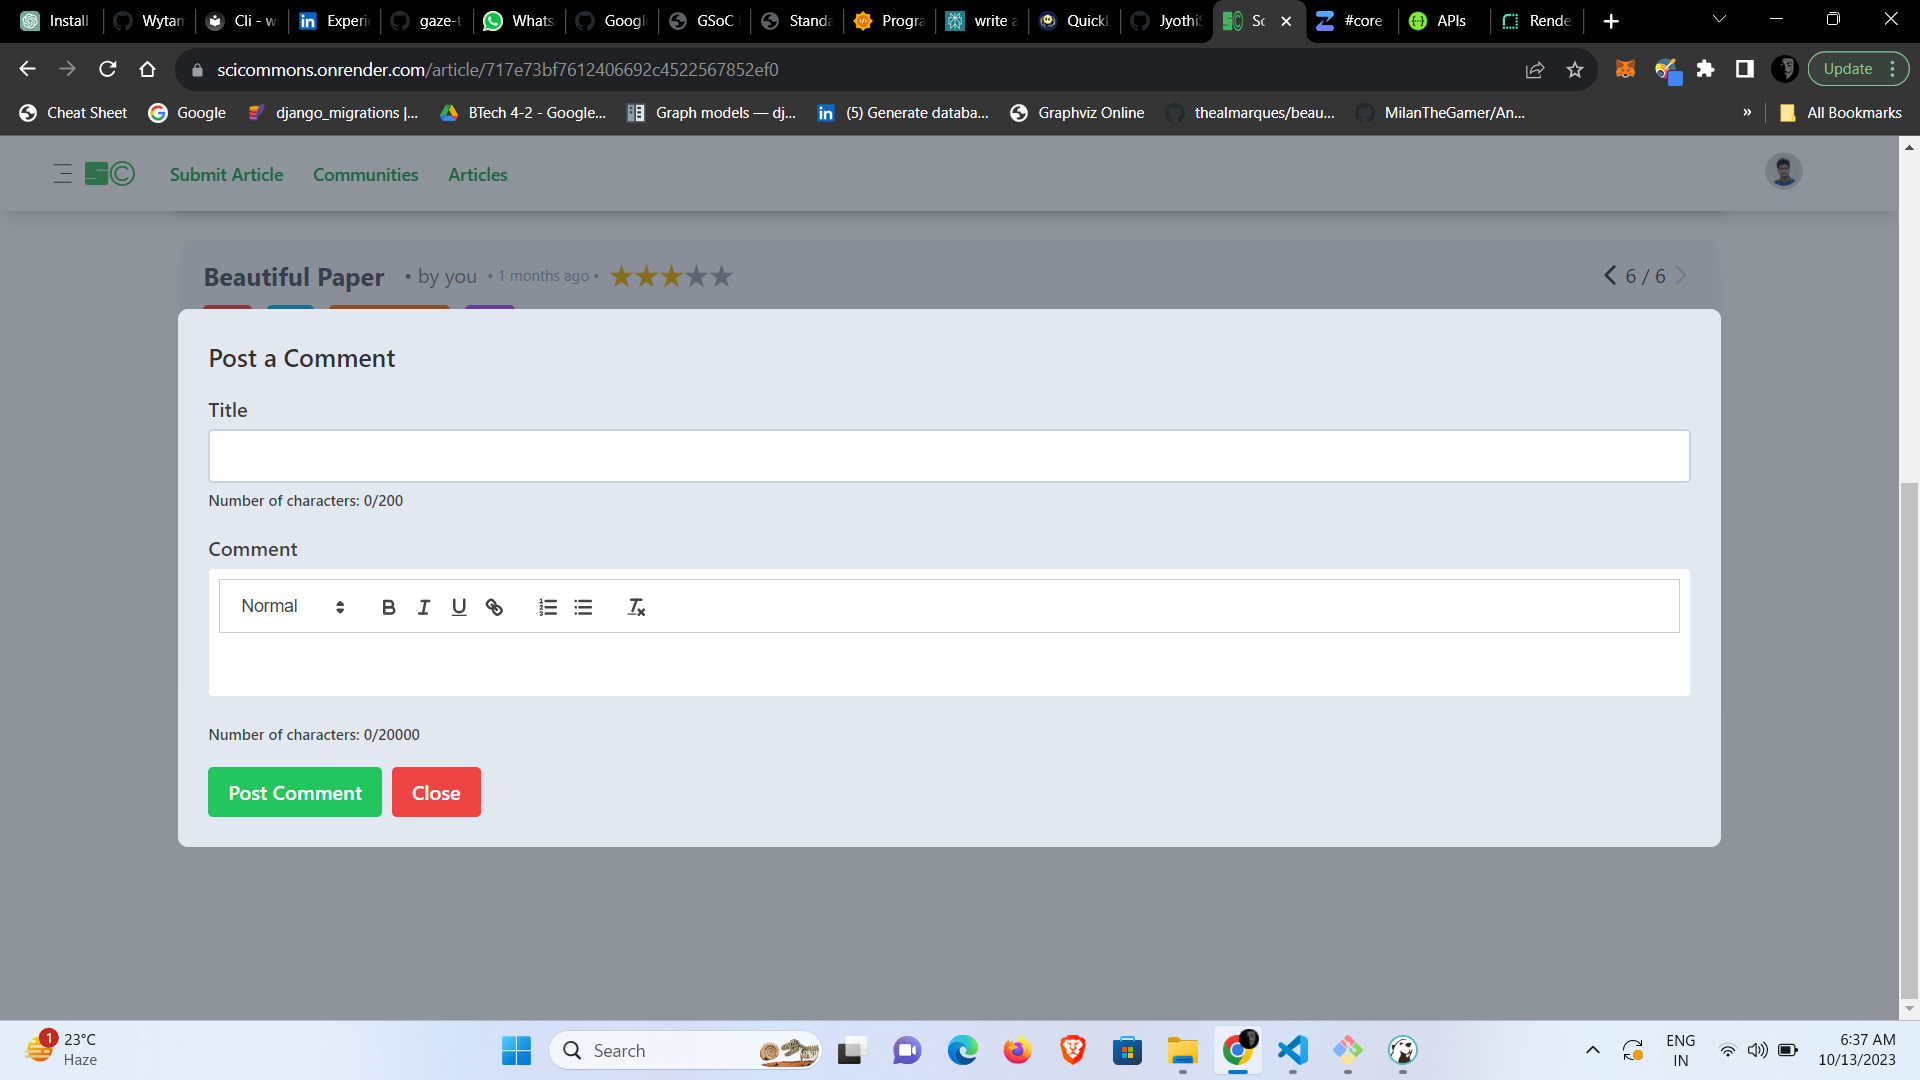 Install
Wytam
Cli - w
Experie
gaze-t
Whats
Googl
GSoC
Standa
Progra
write a
Quickl
JyothiS
Sc
#core
APIs
Rende
scicommons.onrender.com/article/717e73bf7612406692c4522567852ef0
Update
Cheat Sheet
Google
django_migrations |...
BTech 4-2 - Google...
Graph models — dj...
(5) Generate databa...
Graphviz Online
thealmarques/beau...
MilanTheGamer/An...
»
All Bookmarks
SC
Submit Article
Communities
Articles
Beautiful Paper • by you • 1 months ago •
6 / 6
Post a Comment
Title
Number of characters: 0/200
Comment
Normal
Number of characters: 0/20000
Post Comment
Close
1
23°C
Haze
Search
ENG
IN
6:37 AM
10/13/2023